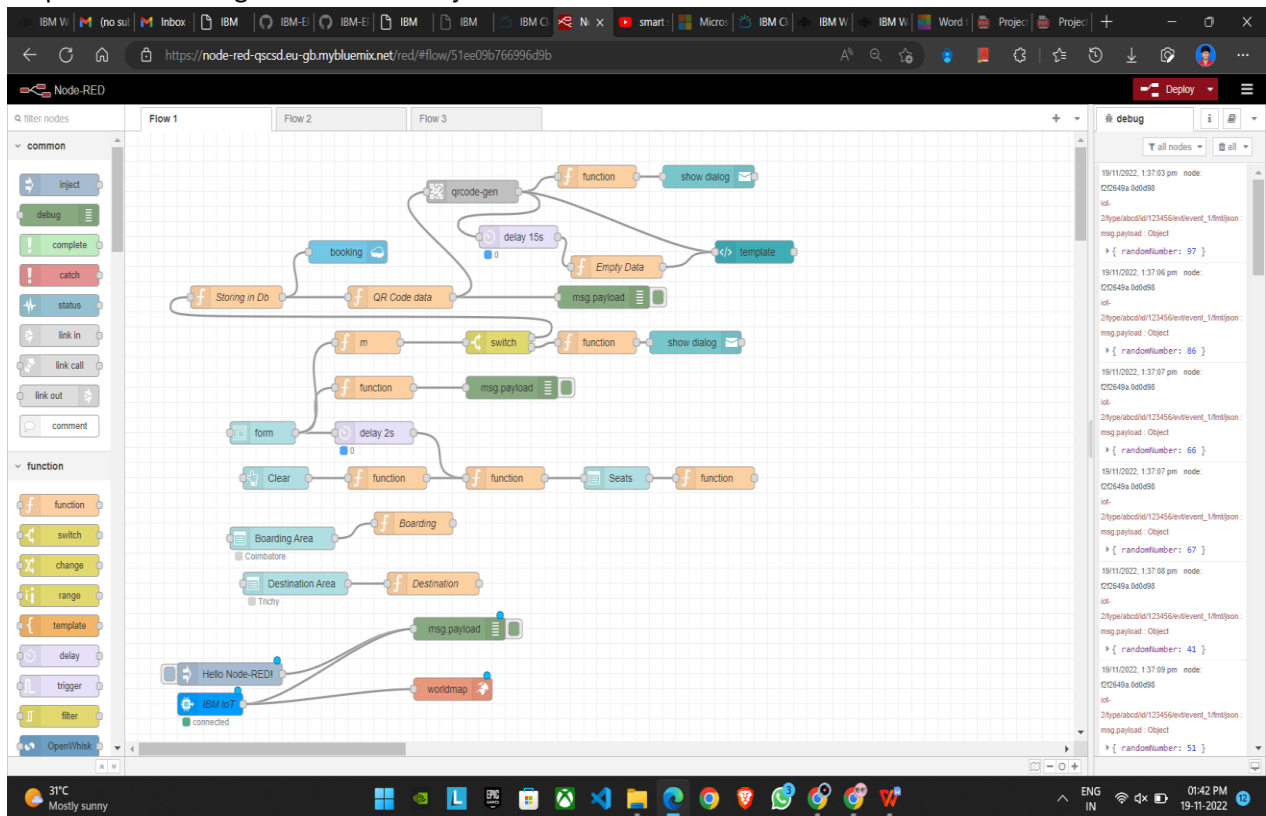 IBM W
(no sul
Inbox
IBM
IBM-E
IBM-E
IBM
IBM
IBM Cl
N
smart
Micros
IBM Cl
IBM W
IBM W
Word
Projec
Projec
https://node-red-qscsd.eu-gb.mybluemix.net/red/#flow/51ee09b766996d9b
Node-RED
Deploy
filter nodes
Flow 1
Flow 2
Flow 3
debug
i
all nodes
all
common
inject
debug
complete
catch
status
link in
link call
link out
comment
function
function
switch
change
range
template
delay
trigger
filter
OpenWhisk
qrcode-gen
function
show dialog
delay 15s
0
booking
template
Empty Data
Storing in Db
QR Code data
msg.payload
m
switch
function
show dialog
function
msg.payload
form
delay 2s
0
Clear
function
function
Seats
function
Boarding
Boarding Area
Coimbatore
Destination Area
Destination
Trichy
msg.payload
Hello Node-RED!
worldmap
IBM IoT
connected
19/11/2022, 1:37:03 pm node:
f2f2649a.0d0d98
iot-
2/type/abcd/id/123456/evt/event_1/fmt/json :
msg.payload : Object
{ randomNumber: 97 }
19/11/2022, 1:37:06 pm node:
f2f2649a.0d0d98
iot-
2/type/abcd/id/123456/evt/event_1/fmt/json :
msg.payload : Object
{ randomNumber: 86 }
19/11/2022, 1:37:07 pm node:
f2f2649a.0d0d98
iot-
2/type/abcd/id/123456/evt/event_1/fmt/json :
msg.payload : Object
{ randomNumber: 66 }
19/11/2022, 1:37:07 pm node:
f2f2649a.0d0d98
iot-
2/type/abcd/id/123456/evt/event_1/fmt/json :
msg.payload : Object
{ randomNumber: 67 }
19/11/2022, 1:37:08 pm node:
f2f2649a.0d0d98
iot-
2/type/abcd/id/123456/evt/event_1/fmt/json :
msg.payload : Object
{ randomNumber: 41 }
19/11/2022, 1:37:09 pm node:
f2f2649a.0d0d98
iot-
2/type/abcd/id/123456/evt/event_1/fmt/json :
msg.payload : Object
{ randomNumber: 51 }
31°C
Mostly sunny
L
EPIC
GAMES
3
ENG
IN
01:42 PM
19-11-2022
12